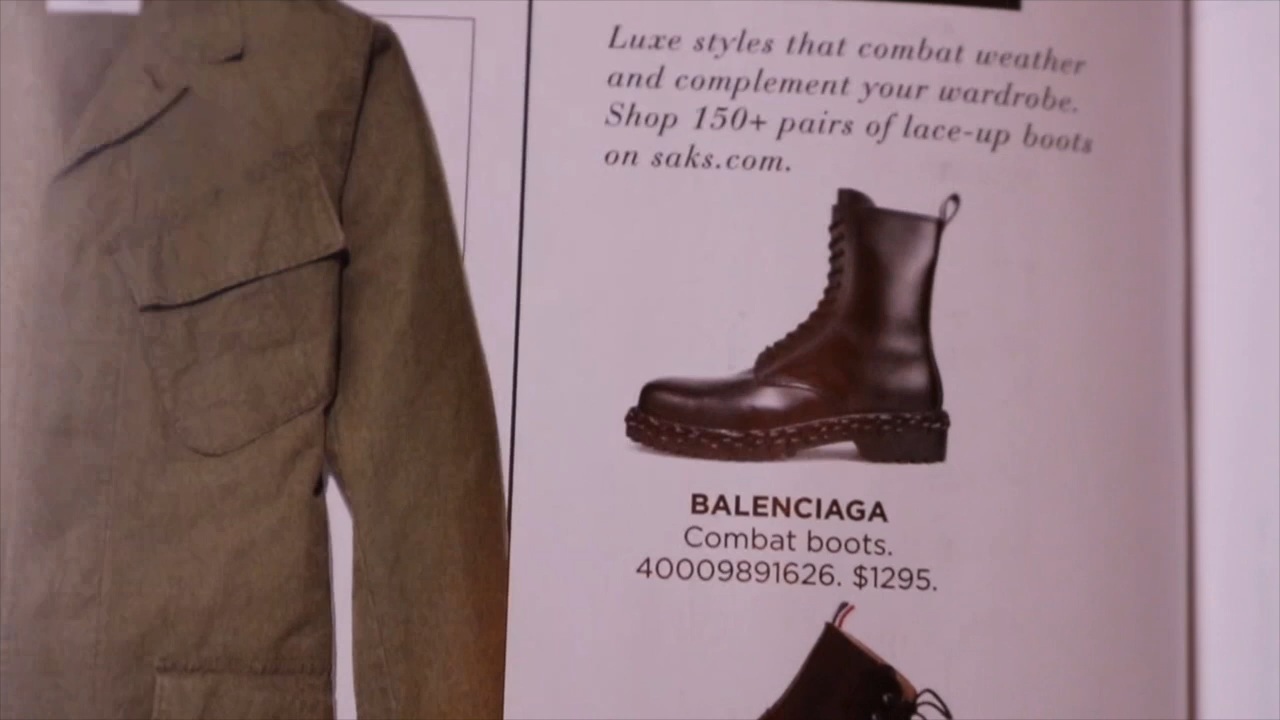 Luxe styles that combat weather
and complement your wardrobe.
Shop 150+ pairs of lace-up boots
on saks.com.
BALENCIAGA
Combat boots.
40009891626. $1295.